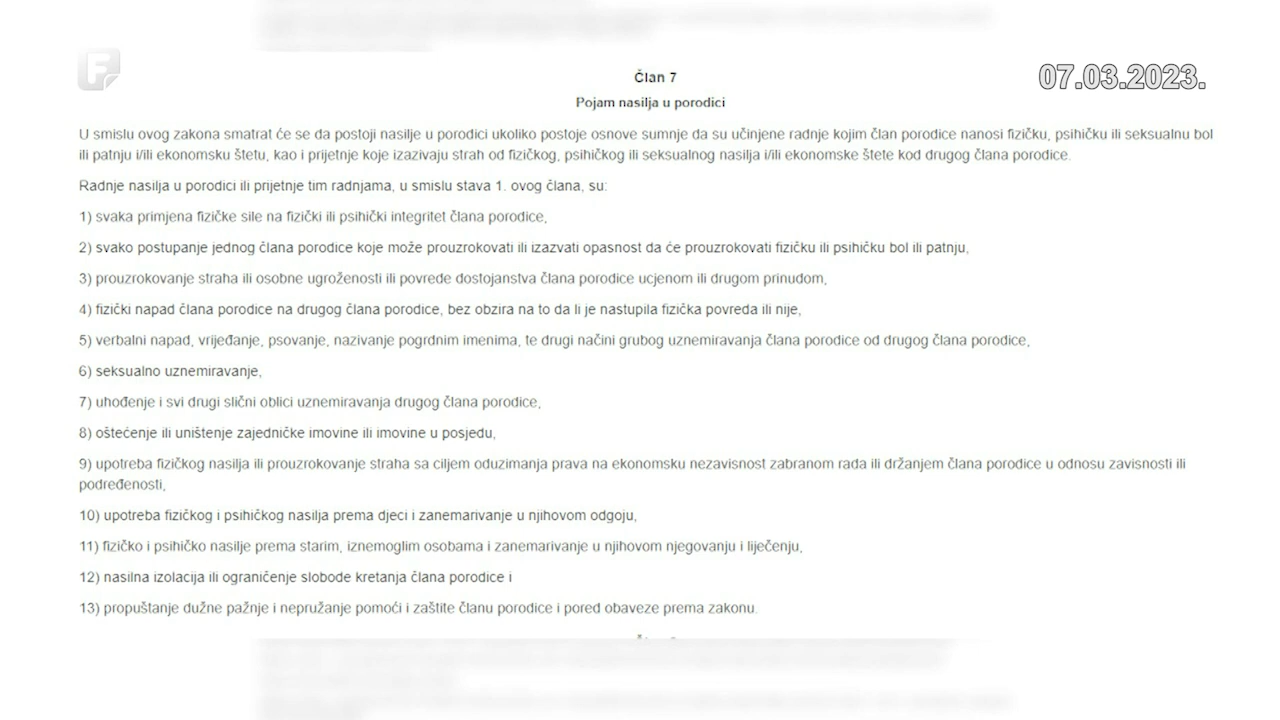 F
07.03.2023.
Član 7
Pojam nasilja u porodici
U smislu ovog zakona smatrat će se da postoji nasilje u porodici ukoliko postoje osnove sumnje da su učinjene radnje kojim član porodice nanosi fizičku, psihičku ili seksualnu bol
ili patnju i/ili ekonomsku štetu, kao i prijetnje koje izazivaju strah od fizičkog, psihičkog ili seksualnog nasilja i/ili ekonomske štete kod drugog člana porodice.
Radnje nasilja u porodici ili prijetnje tim radnjama, u smislu stava 1. ovog člana, su:
1) svaka primjena fizičke sile na fizički ili psihički integritet člana porodice,
2) svako postupanje jednog člana porodice koje može prouzrokovati ili izazvati opasnost da će prouzrokovati fizičku ili psihičku bol ili patnju,
3) prouzrokovanje straha ili osobne ugroženosti ili povrede dostojanstva člana porodice ucjenom ili drugom prinudom,
4) fizički napad člana porodice na drugog člana porodice, bez obzira na to da li je nastupila fizička povreda ili nije,
5) verbalni napad, vrijeđanje, psovanje, nazivanje pogrdnim imenima, te drugi načini grubog uznemiravanja člana porodice od drugog člana porodice,
6) seksualno uznemiravanje,
7) uhođenje i svi drugi slični oblici uznemiravanja drugog člana porodice,
8) oštećenje ili uništenje zajedničke imovine ili imovine u posjedu,
9) upotreba fizičkog nasilja ili prouzrokovanje straha sa ciljem oduzimanja prava na ekonomsku nezavisnost zabranom rada ili držanjem člana porodice u odnosu zavisnosti ili
podređenosti,
10) upotreba fizičkog i psihičkog nasilja prema djeci i zanemarivanje u njihovom odgoju,
11) fizičko i psihičko nasilje prema starim, iznemoglim osobama i zanemarivanje u njihovom njegovanju i liječenju,
12) nasilna izolacija ili ograničenje slobode kretanja člana porodice i
13) propuštanje dužne pažnje i nepružanje pomoći i zaštite članu porodice i pored obaveze prema zakonu.